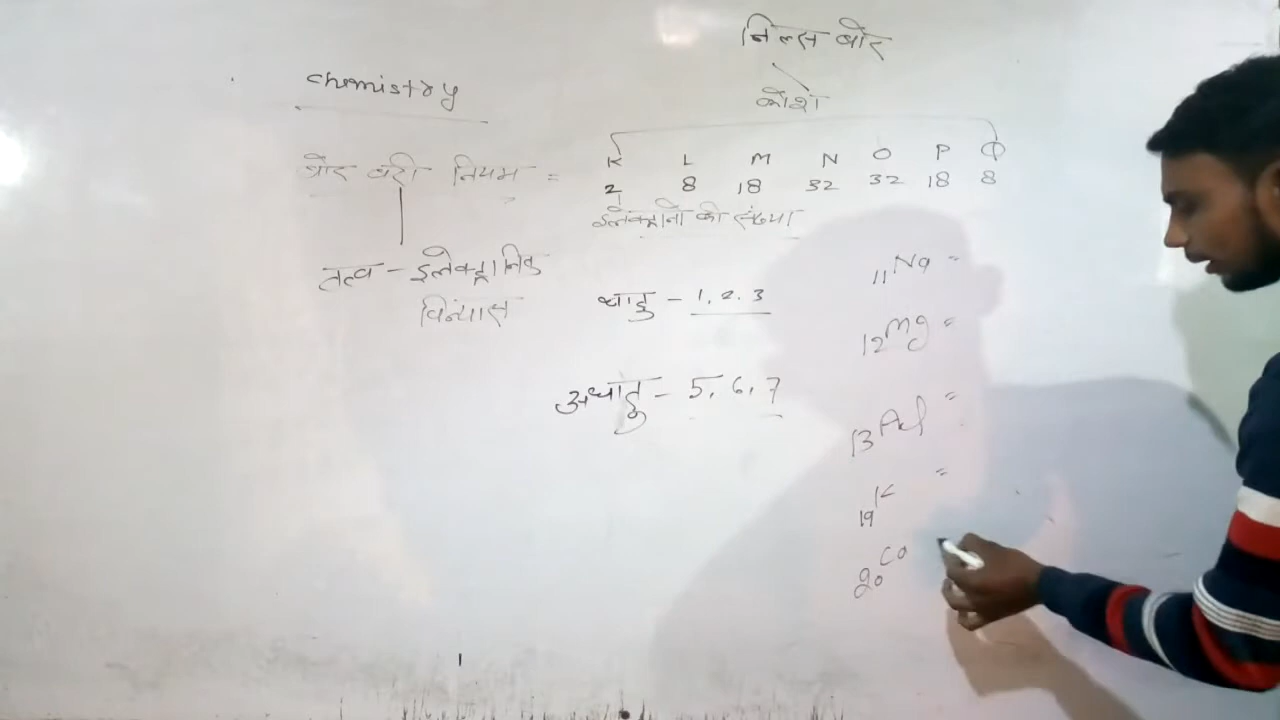 निल्स बोर
chemistry
कोश
बोर बरी नियम = K L M N O P Q
2 8 18 32 32 18 8
इलेक्ट्रानो की संख्या
तत्व - इलेक्ट्रानिक
विन्यास
धातु - 1, 2, 3
अधातु - 5, 6, 7
11Na =
12Mg =
13Al =
19K =
20Ca